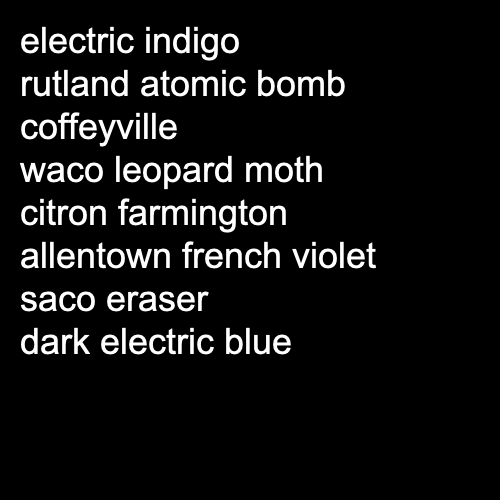 electric indigo
rutland atomic bomb
coffeyville
waco leopard moth
citron farmington
allentown french violet
saco eraser
dark electric blue